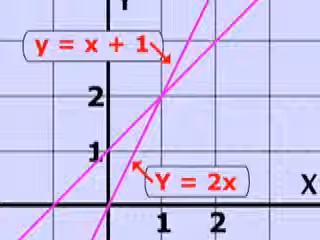 Y
y = x + 1
2
1
Y = 2x
X
1 2